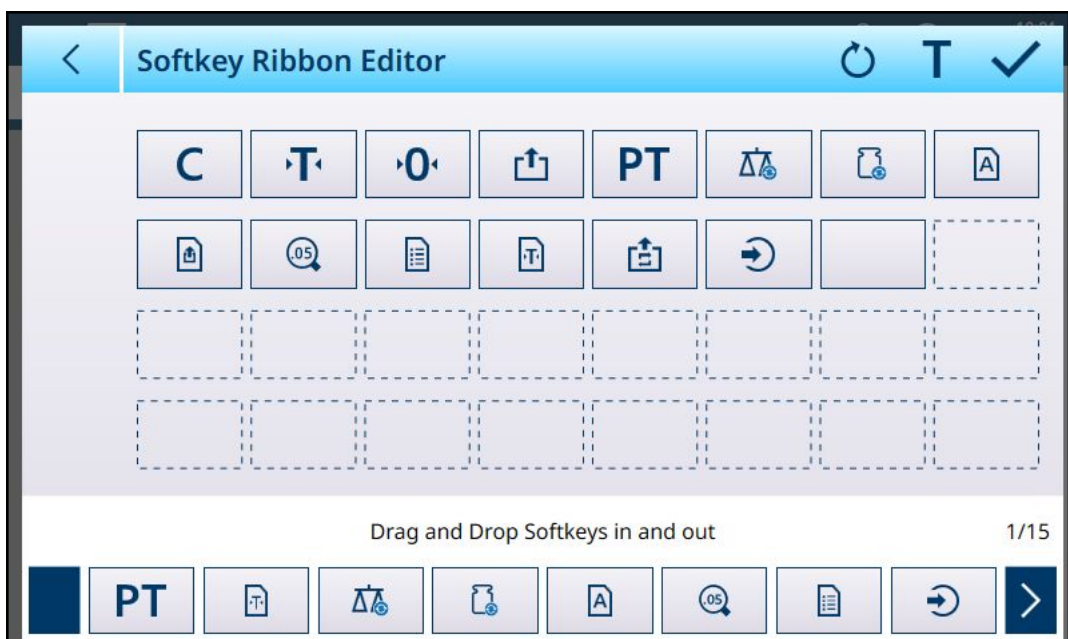 Softkey Ribbon Editor T
C T 0 PT A
.05 T
Drag and Drop Softkeys in and out 1/15
PT T A .05